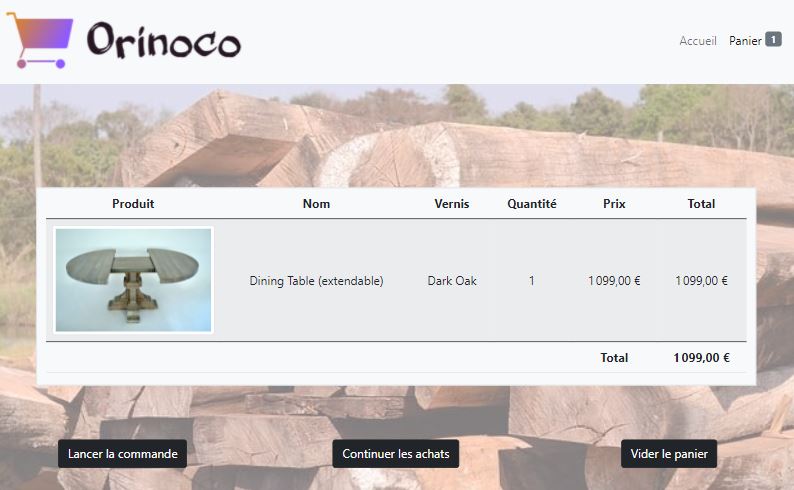 Orinoco
Accueil Panier 1
Produit Nom Vernis Quantité Prix Total
Dining Table (extendable) Dark Oak 1 1 099,00 € 1 099,00 €
Total 1 099,00 €
Lancer la commande Continuer les achats Vider le panier